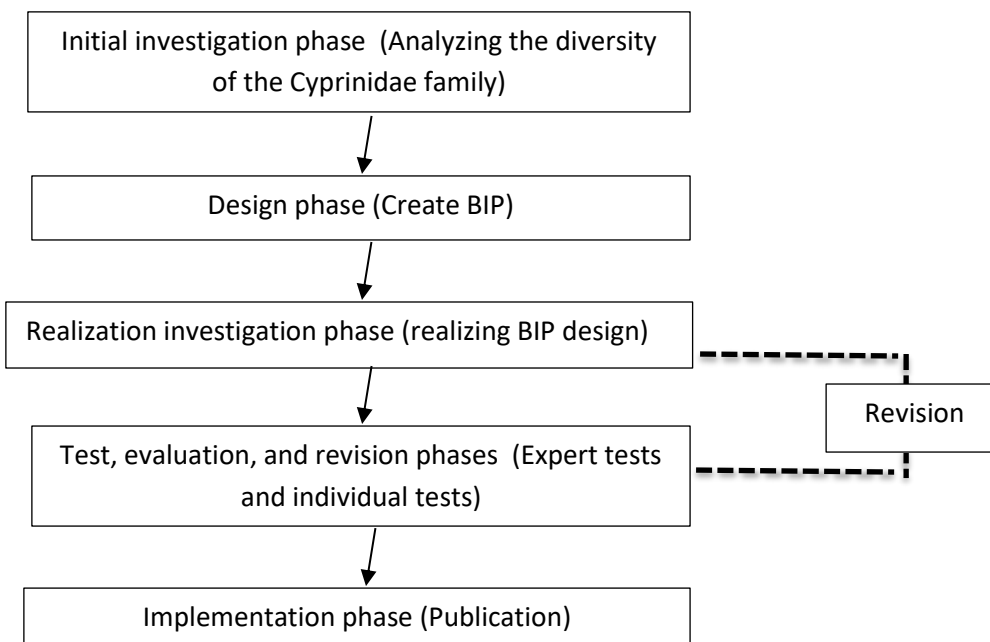 Initial investigation phase  (Analyzing the diversity
of the Cyprinidae family)
Design phase (Create BIP)
Realization investigation phase (realizing BIP design)
Revision
Test, evaluation, and revision phases  (Expert tests
and individual tests)
Implementation phase (Publication)